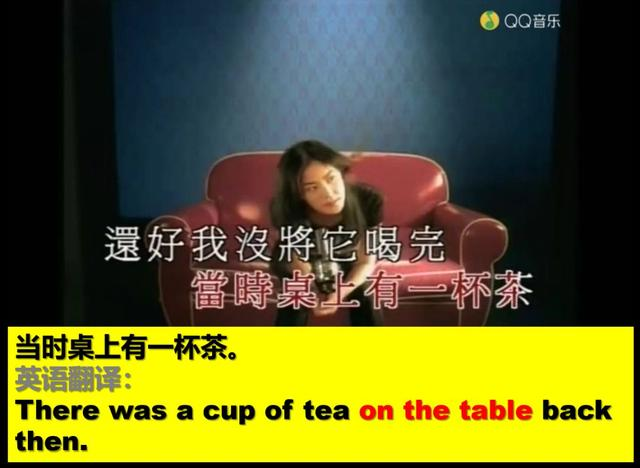 QQ音乐
還好我沒將它喝完
當時桌上有一杯茶
当时桌上有一杯茶。
英语翻译：
There was a cup of tea on the table back
then.